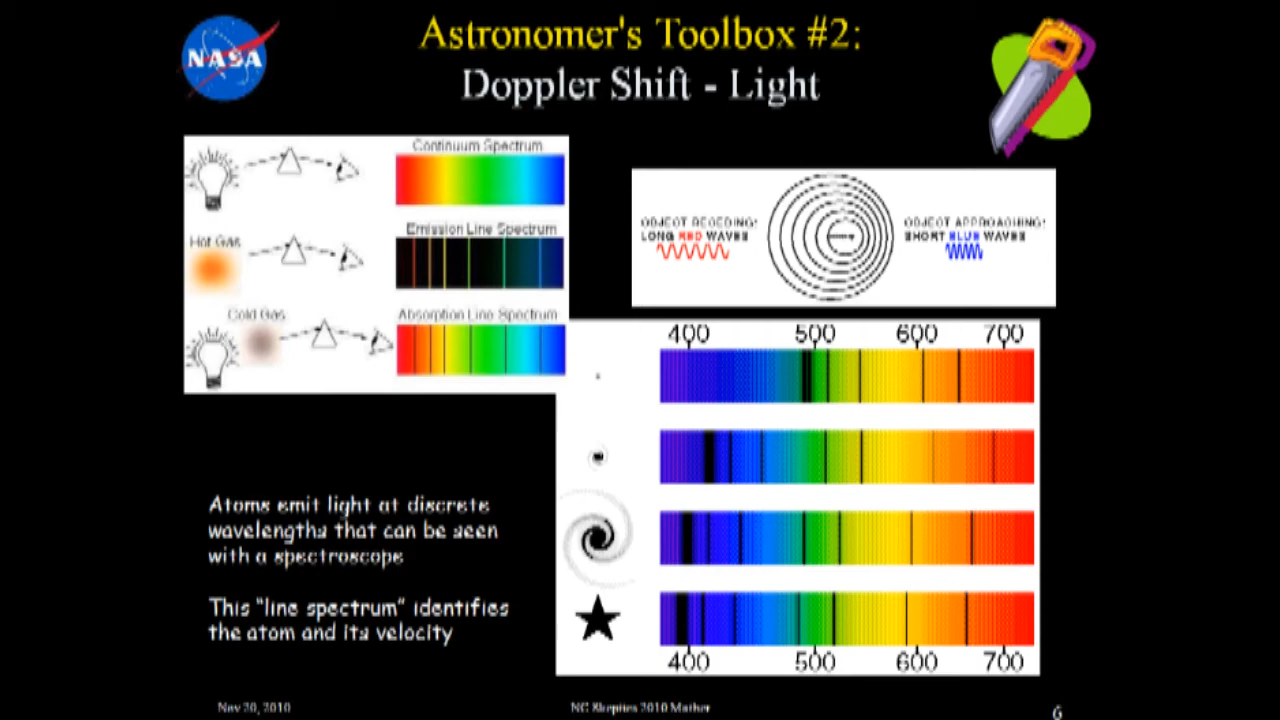 NASA
Astronomer's Toolbox #2:
Doppler Shift - Light
Continuum Spectrum
Hot Gas
Emission Line Spectrum
Cold Gas
Absorption Line Spectrum
OBJECT RECEDING:
LONG RED WAVES
OBJECT APPROACHING:
SHORT BLUE WAVES
400 500 600 700
400 500 600 700
Atoms emit light at discrete
wavelengths that can be seen
with a spectroscope
This “line spectrum” identifies
the atom and its velocity
Nov 20, 2010
NC Skeptics 2010 Mather
6